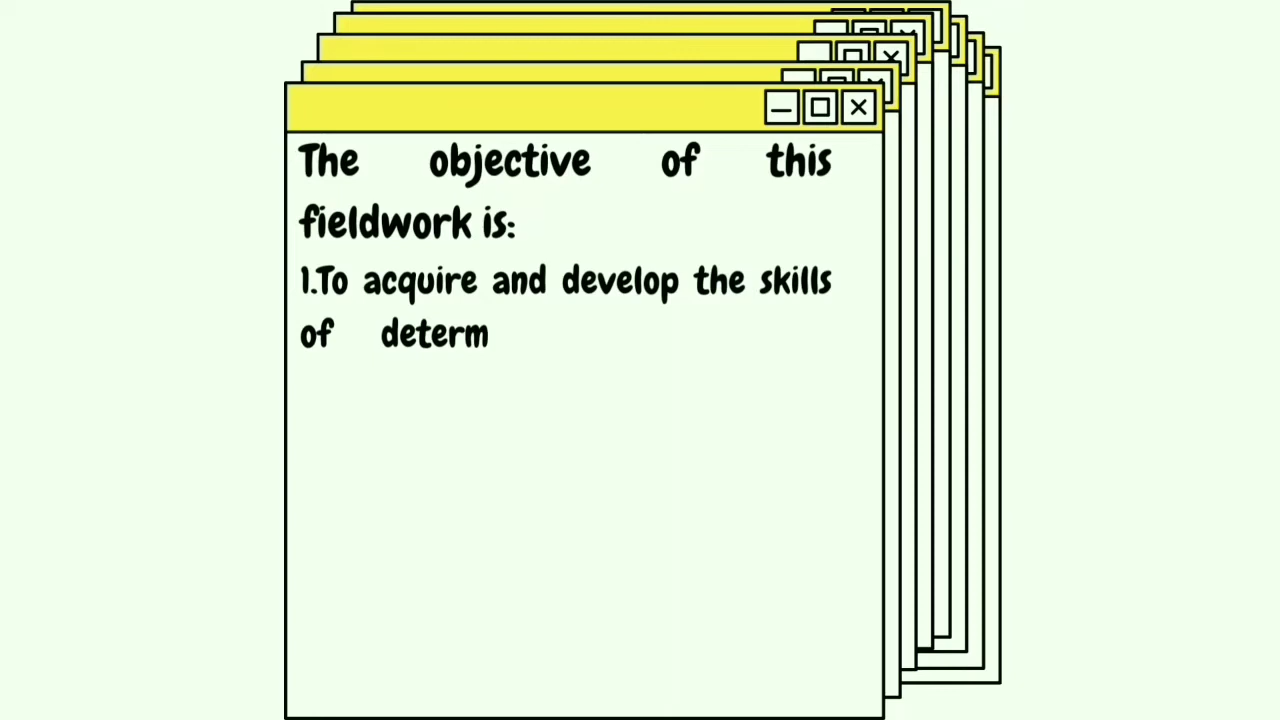 The objective of this
fieldwork is:
1.To acquire and develop the skills
of determ